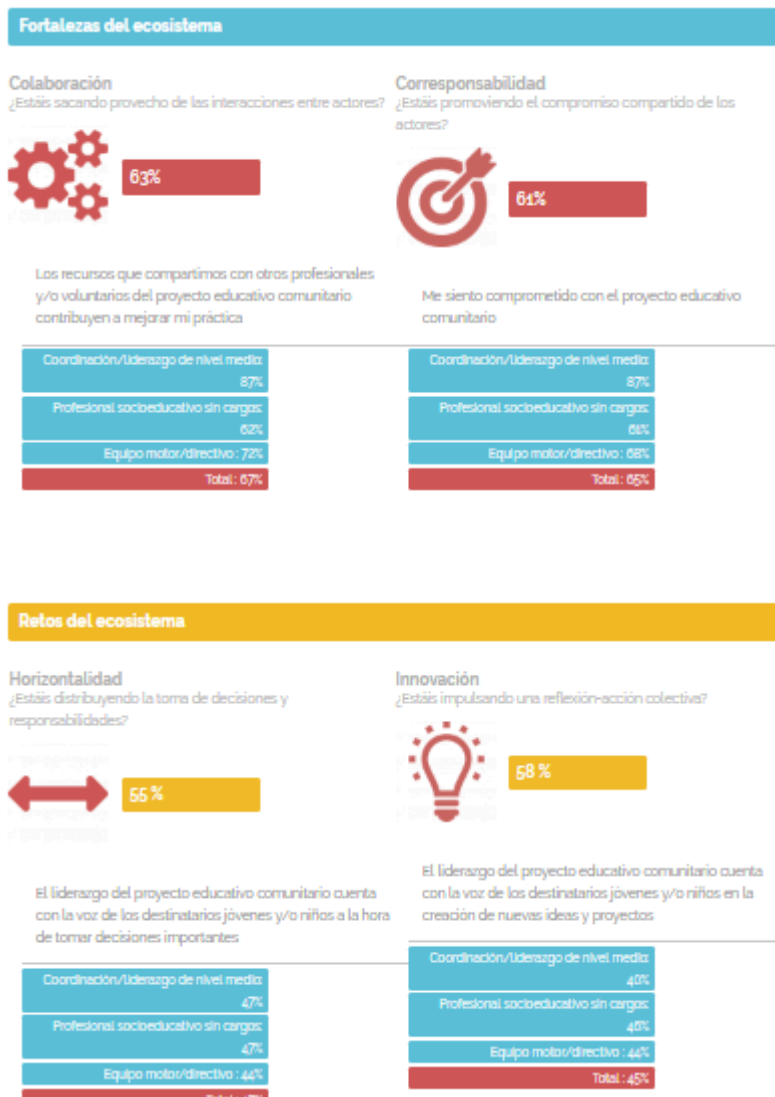 Fortalezas del ecosistema
Colaboración
¿Estáis sacando provecho de las interacciones entre actores?
63%
Los recursos que compartimos con otros profesionales
y/o voluntarios del proyecto educativo comunitario
contribuyen a mejorar mi práctica
Coordinación/liderazgo de nivel medio:
87%
Profesional socioeducativo sin cargos:
62%
Equipo motor/directivo : 72%
Total : 67%
Corresponsabilidad
¿Estáis promoviendo el compromiso compartido de los
actores?
61%
Me siento comprometido con el proyecto educativo
comunitario
Coordinación/liderazgo de nivel medio:
87%
Profesional socioeducativo sin cargos:
61%
Equipo motor/directivo : 68%
Total : 65%
Retos del ecosistema
Horizontalidad
¿Estáis distribuyendo la toma de decisiones y
responsabilidades?
55 %
El liderazgo del proyecto educativo comunitario cuenta
con la voz de los destinatarios jóvenes y/o niños a la hora
de tomar decisiones importantes
Coordinación/liderazgo de nivel medio:
47%
Profesional socioeducativo sin cargos:
47%
Equipo motor/directivo : 44%
Innovación
¿Estáis impulsando una reflexión-acción colectiva?
58 %
El liderazgo del proyecto educativo comunitario cuenta
con la voz de los destinatarios jóvenes y/o niños en la
creación de nuevas ideas y proyectos
Coordinación/liderazgo de nivel medio:
40%
Profesional socioeducativo sin cargos:
46%
Equipo motor/directivo : 44%
Total : 45%